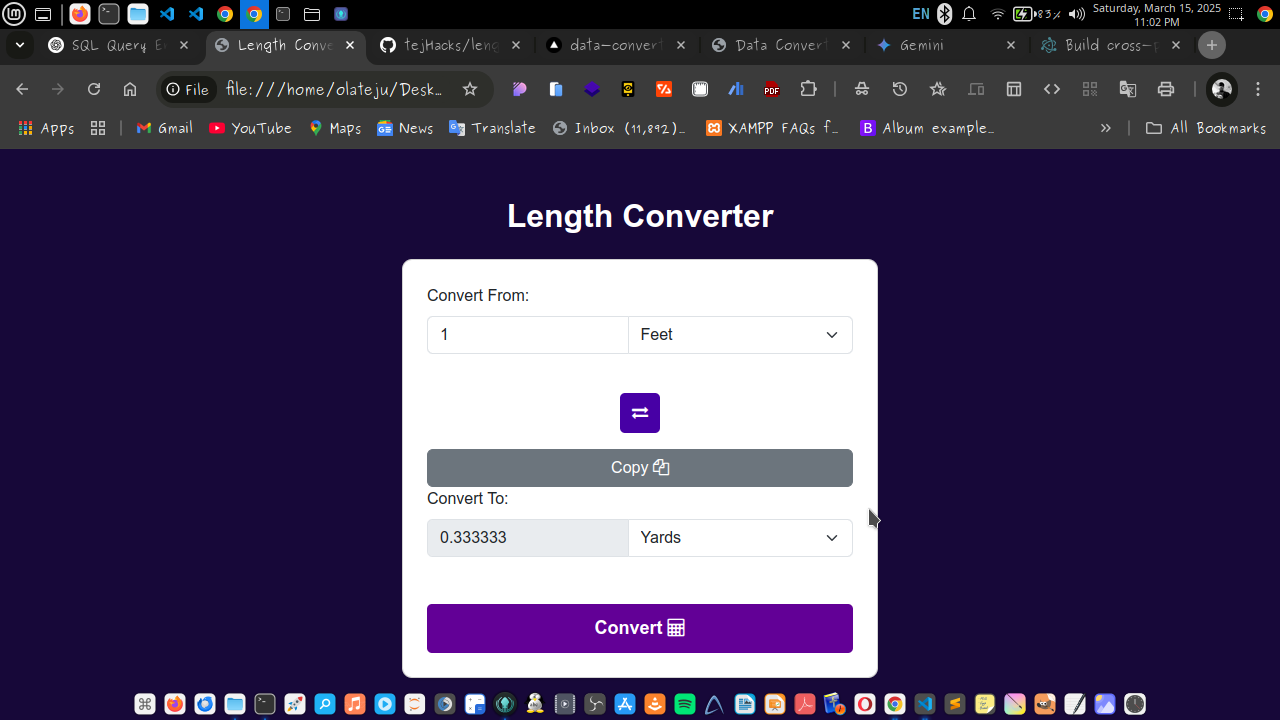 EN
83%
Saturday, March 15, 2025
11:02 PM
SQL Query E
Length Conve
tejHacks/leng
data-convert
Data Convert
Gemini
Build cross-p
File
file:///home/olateju/Desk...
PDF
Apps
Gmail
YouTube
Maps
News
Translate
Inbox (11,892)...
XAMPP FAQs f...
B
Album example...
All Bookmarks
Length Converter
Convert From:
1
Feet
Copy
Convert To:
0.333333
Yards
Convert